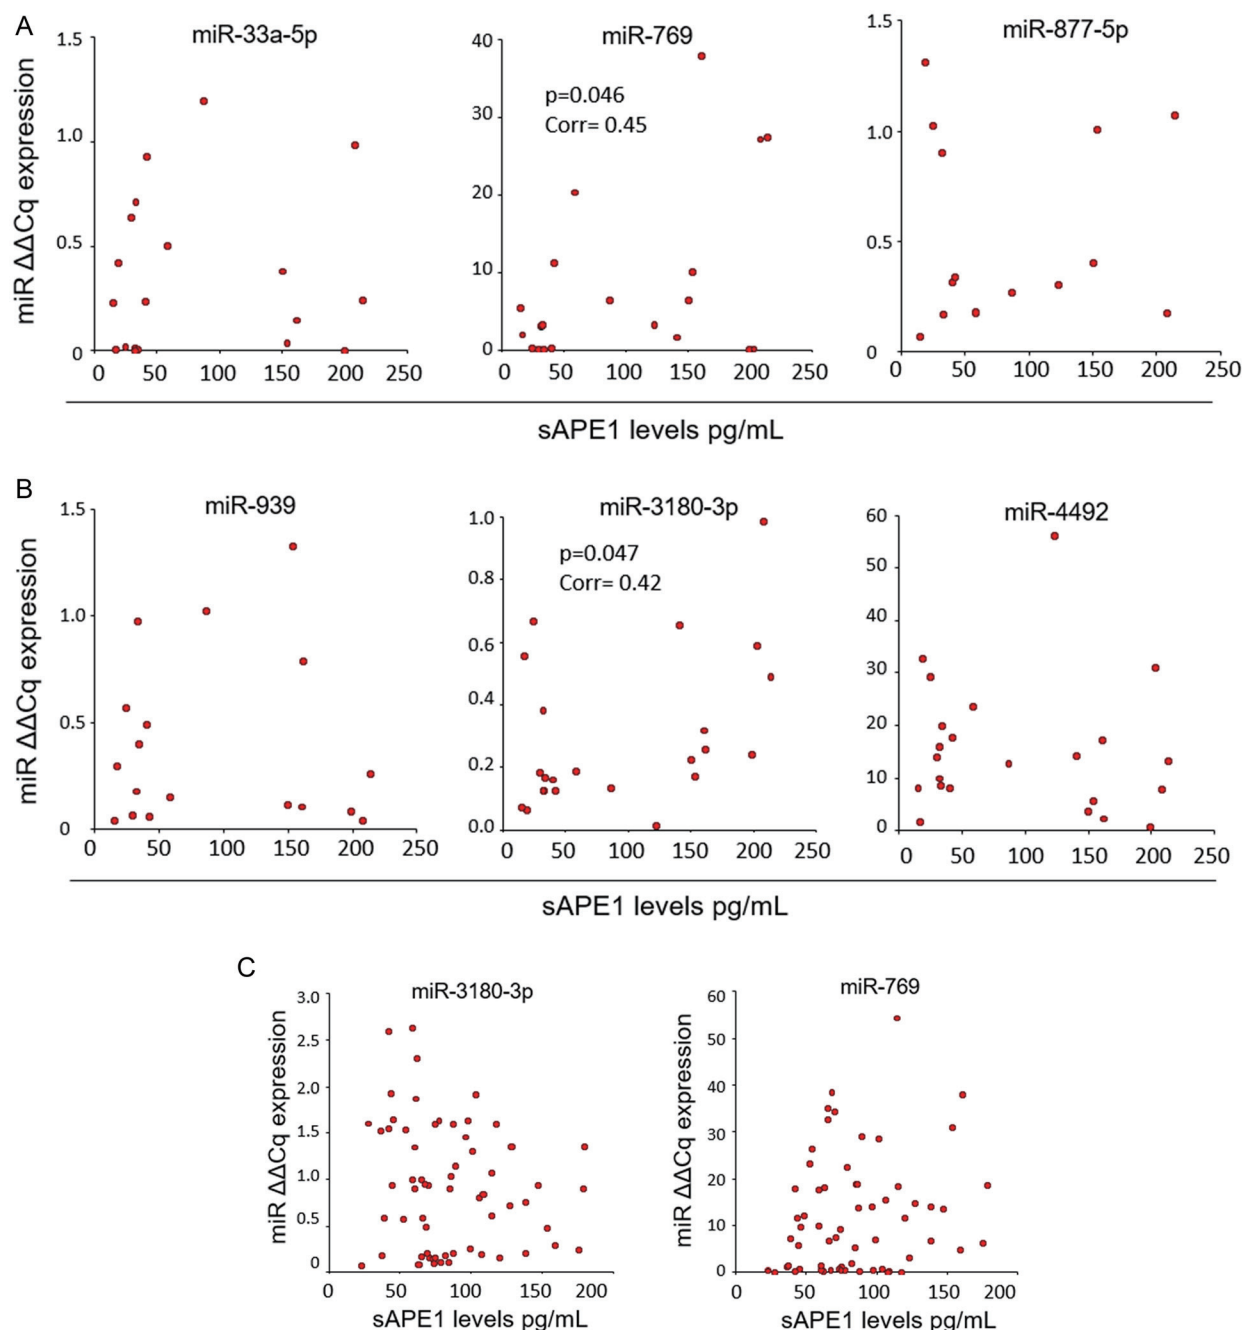 A
miR-33a-5p
miR-769
miR-877-5p
miR ΔΔCq expression
1.5
1.0
0.5
0
0 50 100 150 200 250
40
30
20
10
0
p=0.046
Corr= 0.45
0 50 100 150 200 250
1.5
1.0
0.5
0
0 50 100 150 200 250
sAPE1 levels pg/mL
B
miR-939
miR-3180-3p
miR-4492
miR ΔΔCq expression
1.5
1.0
0.5
0
0 50 100 150 200 250
1.0
0.8
0.6
0.4
0.2
0.0
p=0.047
Corr= 0.42
0 50 100 150 200 250
60
50
40
30
20
10
0
0 50 100 150 200 250
sAPE1 levels pg/mL
C
miR-3180-3p
miR ΔΔCq expression
3.0
2.5
2.0
1.5
1.0
0.5
0
0 50 100 150 200
sAPE1 levels pg/mL
miR-769
miR ΔΔCq expression
60
50
40
30
20
10
0
0 50 100 150 200
sAPE1 levels pg/mL